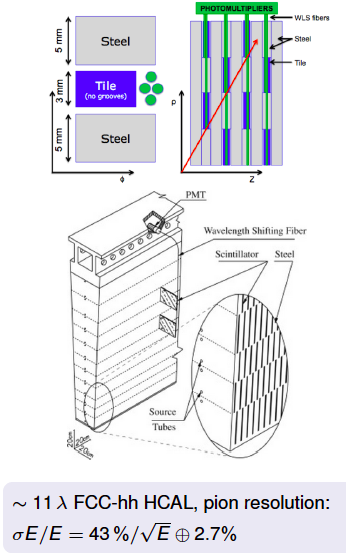 PHOTOMULTIPLIERS
WLS fibers
Steel
Tile
5 mm
Steel
3 mm
Tile
(no grooves)
5 mm
Steel
ϕ
ρ
Z
PMT
Wavelength Shifting Fiber
Scintillator
Steel
Source
Tubes
∼ 11 λ FCC-hh HCAL, pion resolution:
σE/E = 43 %/√E ⊕ 2.7%